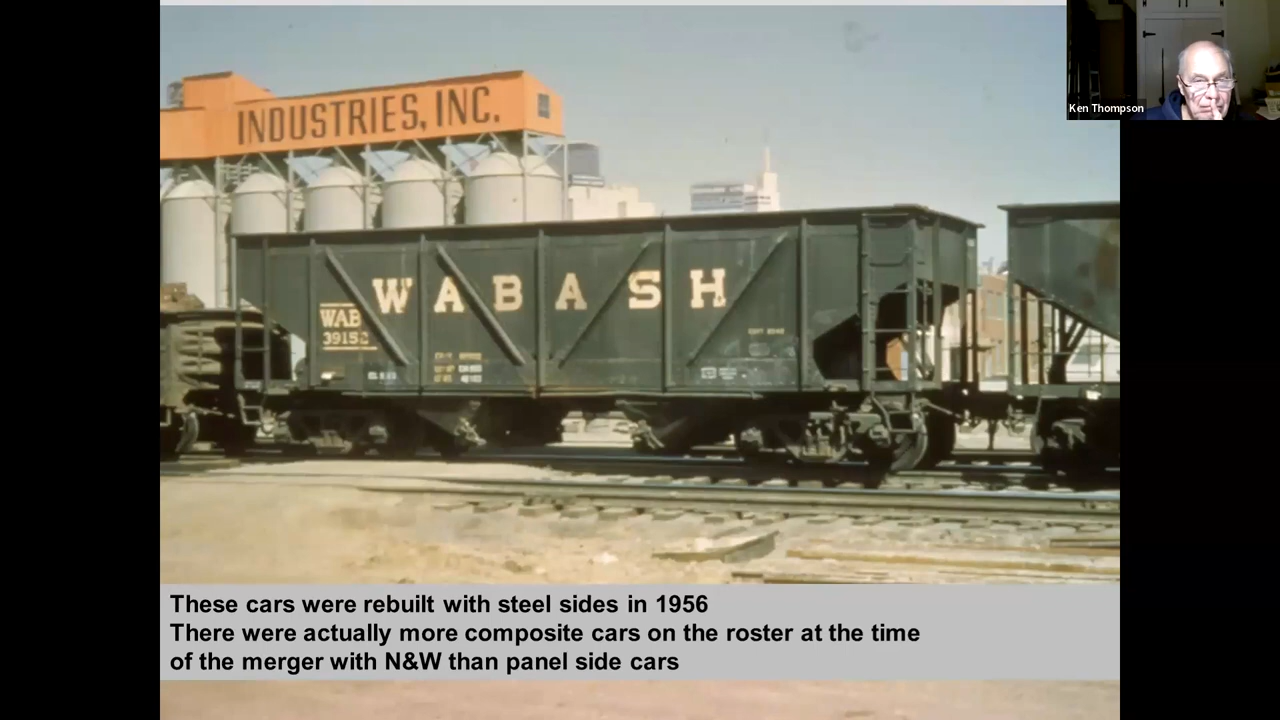 INDUSTRIES, INC.
Ken Thompson
WABASH
WAB
These cars were rebuilt with steel sides in 1956
There were actually more composite cars on the roster at the time
of the merger with N&W than panel side cars